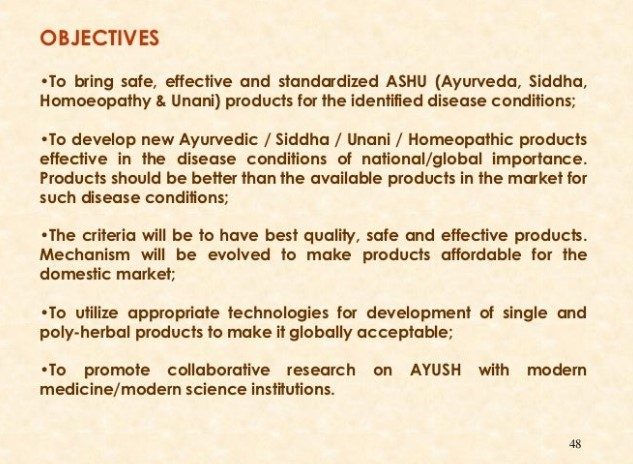 OBJECTIVES
•To bring safe, effective and standardized ASHU (Ayurveda, Siddha,
Homoeopathy & Unani) products for the identified disease conditions;
•To develop new Ayurvedic / Siddha / Unani / Homeopathic products
effective in the disease conditions of national/global importance.
Products should be better than the available products in the market for
such disease conditions;
•The criteria will be to have best quality, safe and effective products.
Mechanism will be evolved to make products affordable for the
domestic market;
•To utilize appropriate technologies for development of single and
poly-herbal products to make it globally acceptable;
•To promote collaborative research on AYUSH with modern
medicine/modern science institutions.
48